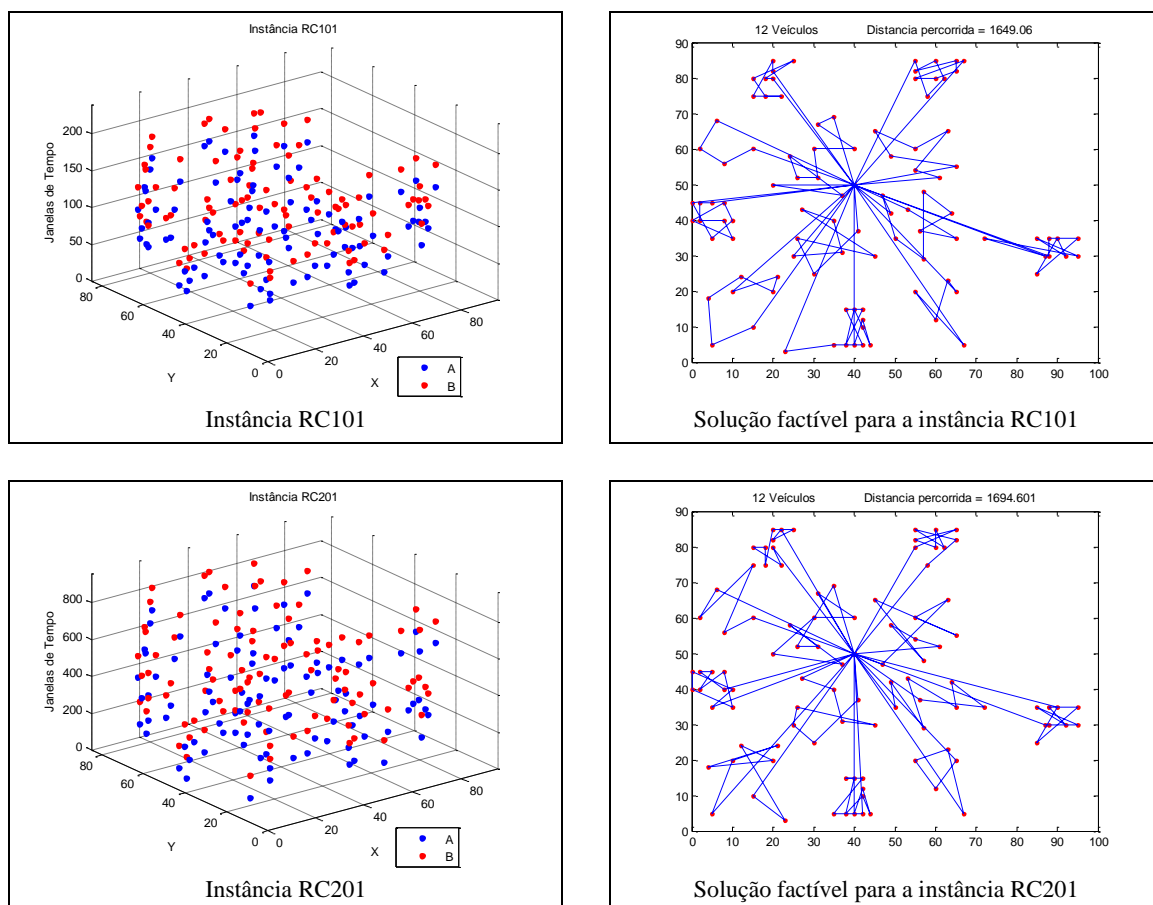 Instância RC101
Janelas de Tempo
200
150
100
50
0
80
60
40
20
0
Y
0
20
40
60
80
X
A
B
Instância RC101
12 Veículos Distancia percorrida = 1649.06
90
80
70
60
50
40
30
20
10
0
0 10 20 30 40 50 60 70 80 90 100
Solução factível para a instância RC101
Instância RC201
Janelas de Tempo
800
600
400
200
0
80
60
40
20
0
Y
0
20
40
60
80
X
A
B
Instância RC201
12 Veículos Distancia percorrida = 1694.601
90
80
70
60
50
40
30
20
10
0
0 10 20 30 40 50 60 70 80 90 100
Solução factível para a instância RC201